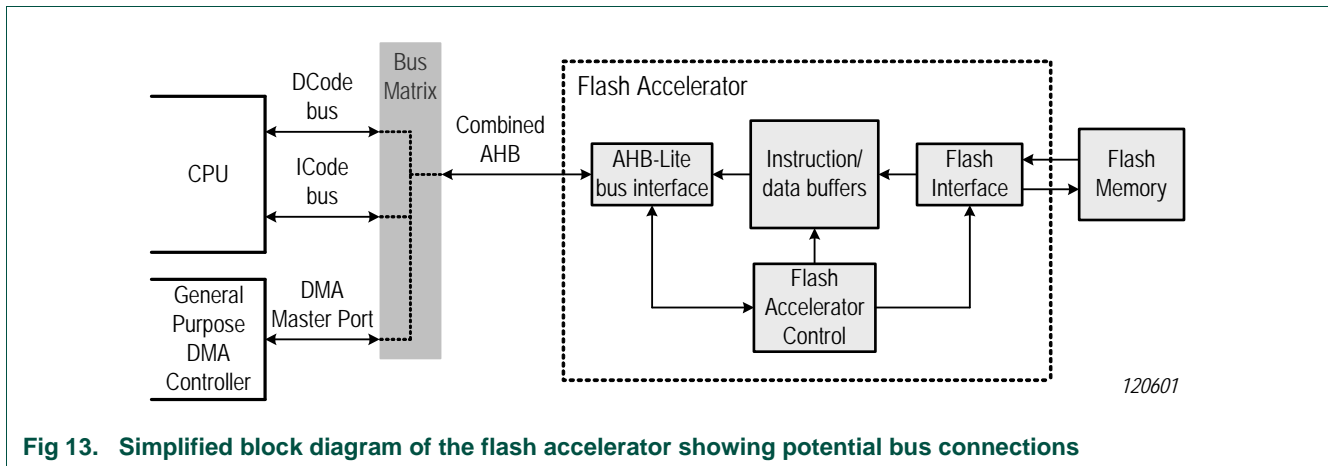 DCode
bus
Bus
Matrix
CPU
ICode
bus
Combined
AHB
General
Purpose
DMA
Controller
DMA
Master Port
Flash Accelerator
AHB-Lite
bus interface
Instruction/
data buffers
Flash
Interface
Flash
Memory
Flash
Accelerator
Control
120601
Fig 13. Simplified block diagram of the flash accelerator showing potential bus connections